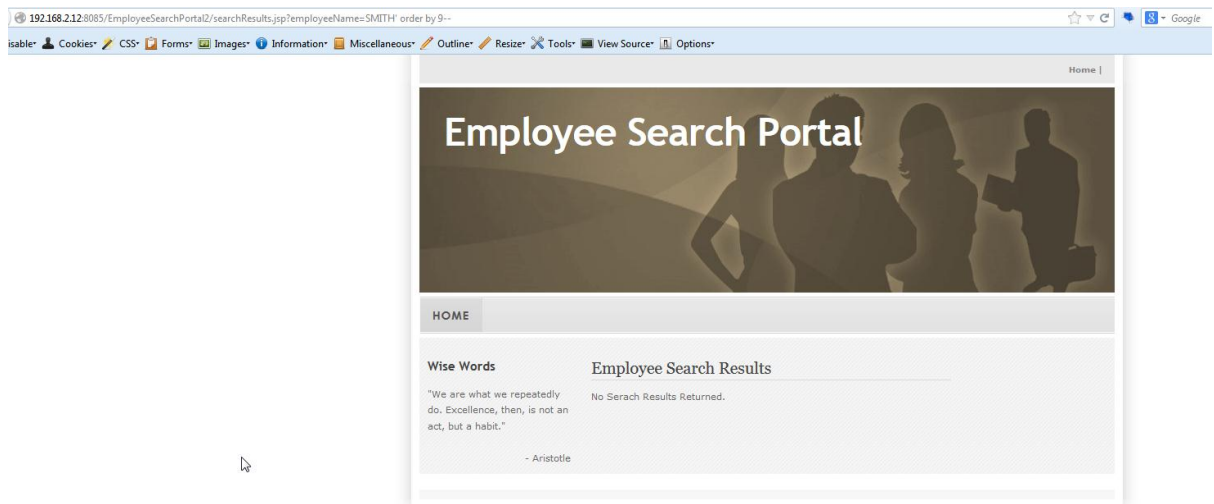 192.168.2.12:8085/EmployeeSearchPortal2/searchResults.jsp?employeeName=SMITH' order by 9-- Google
isable Cookies CSS Forms Images Information Miscellaneous Outline Resize Tools View Source Options
Home |
Employee Search Portal
HOME
Wise Words
"We are what we repeatedly
do. Excellence, then, is not an
act, but a habit."
- Aristotle
Employee Search Results
No Serach Results Returned.